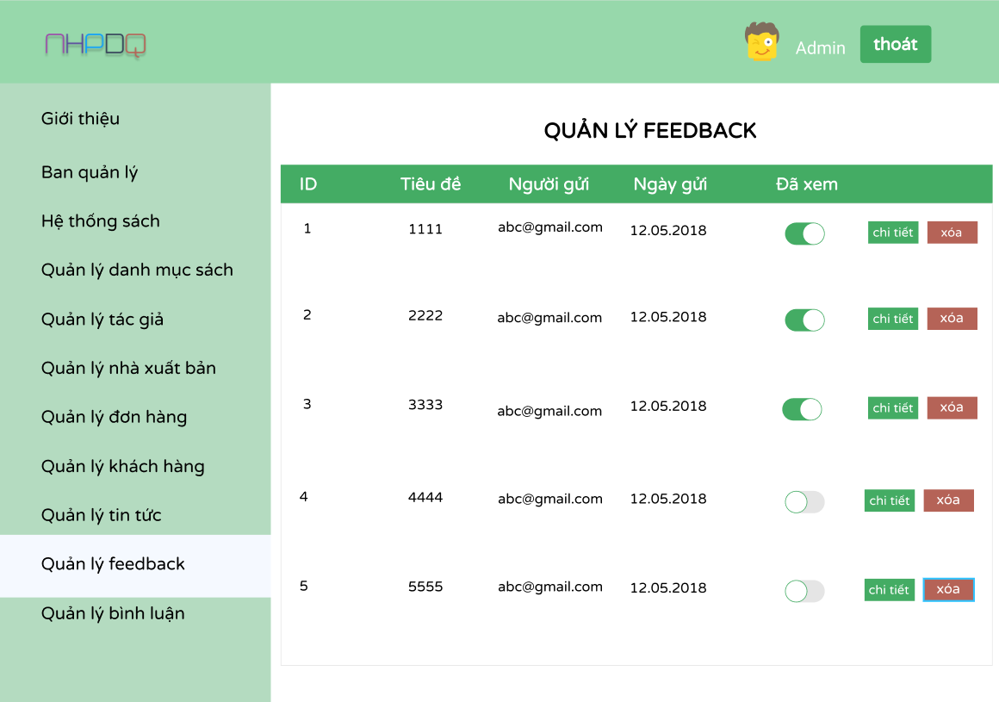 NHPDQ
Admin
thoát
Giới thiệu
Ban quản lý
Hệ thống sách
Quản lý danh mục sách
Quản lý tác giả
Quản lý nhà xuất bản
Quản lý đơn hàng
Quản lý khách hàng
Quản lý tin tức
Quản lý feedback
Quản lý bình luận
QUẢN LÝ FEEDBACK
ID Tiêu đề Người gửi Ngày gửi Đã xem
1 1111 abc@gmail.com 12.05.2018 chi tiết xóa
2 2222 abc@gmail.com 12.05.2018 chi tiết xóa
3 3333 abc@gmail.com 12.05.2018 chi tiết xóa
4 4444 abc@gmail.com 12.05.2018 chi tiết xóa
5 5555 abc@gmail.com 12.05.2018 chi tiết xóa